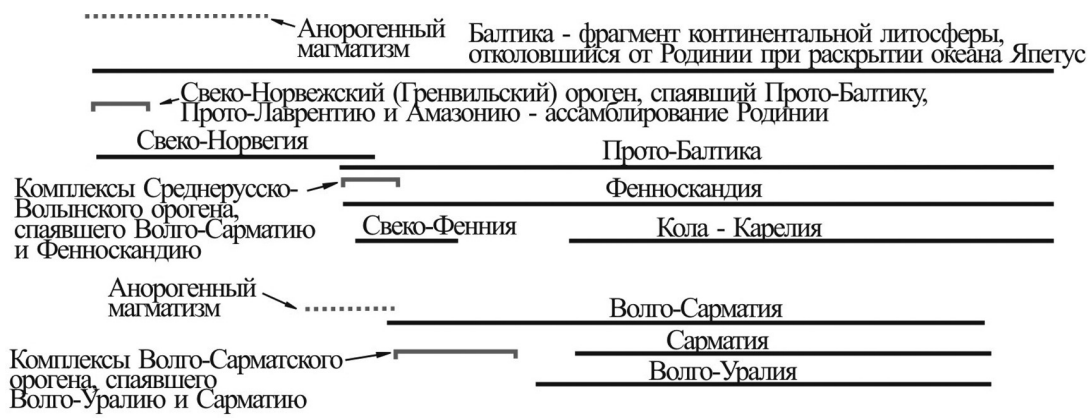 Анорогенный
магматизм
Балтика - фрагмент континентальной литосферы,
отколовшийся от Родинии при раскрытии океана Япетус
Свеко-Норвежский (Гренвильский) ороген, спаявший Прото-Балтику,
Прото-Лаврентию и Амазонию - ассамблирование Родинии
Свеко-Норвегия
Прото-Балтика
Комплексы Среднерусско-
Волынского орогена,
спаявшего Волго-Сарматию
и Фенноскандию
Фенноскандия
Свеко-Фенния
Кола - Карелия
Анорогенный
магматизм
Волго-Сарматия
Сарматия
Комплексы Волго-Сарматского
орогена, спаявшего
Волго-Уралию и Сарматию
Волго-Уралия